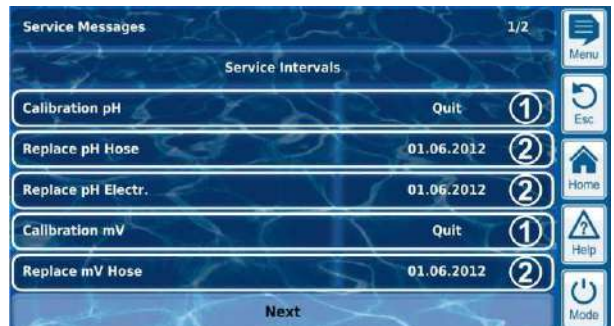 Service Messages 1/2
Menu
Service Intervals
Calibration pH Quit 1
Esc
Replace pH Hose 01.06.2012 2
Replace pH Electr. 01.06.2012 2
Home
Calibration mV Quit 1
Help
Replace mV Hose 01.06.2012 2
Next
Mode